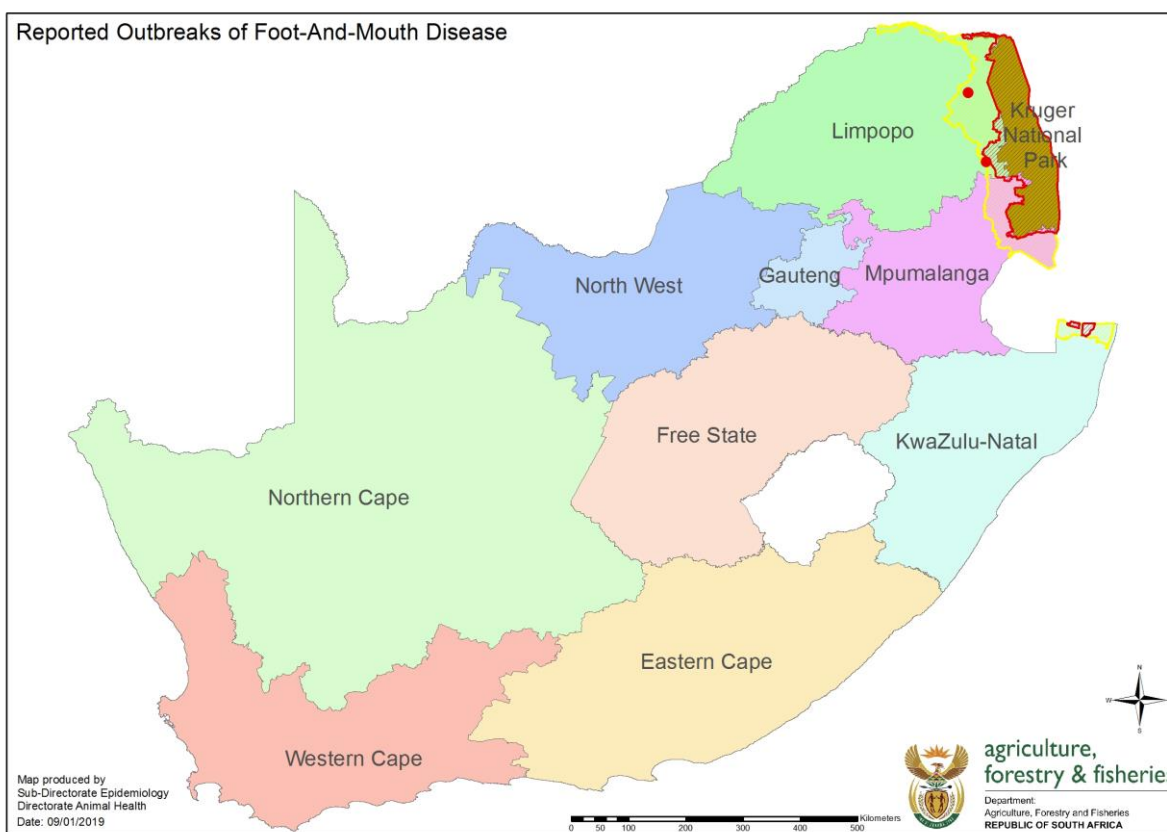 Reported Outbreaks of Foot-And-Mouth Disease
Limpopo
Kruger
National
Park
North West
Gauteng
Mpumalanga
Free State
KwaZulu-Natal
Northern Cape
Eastern Cape
Western Cape
Map produced by
Sub-Directorate Epidemiology
Directorate Animal Health
Date: 09/01/2019
N
W
S
Kilometers
0 50 100 200 300 400 500
agriculture,
forestry & fisheries
Department:
Agriculture, Forestry and Fisheries
REPUBLIC OF SOUTH AFRICA